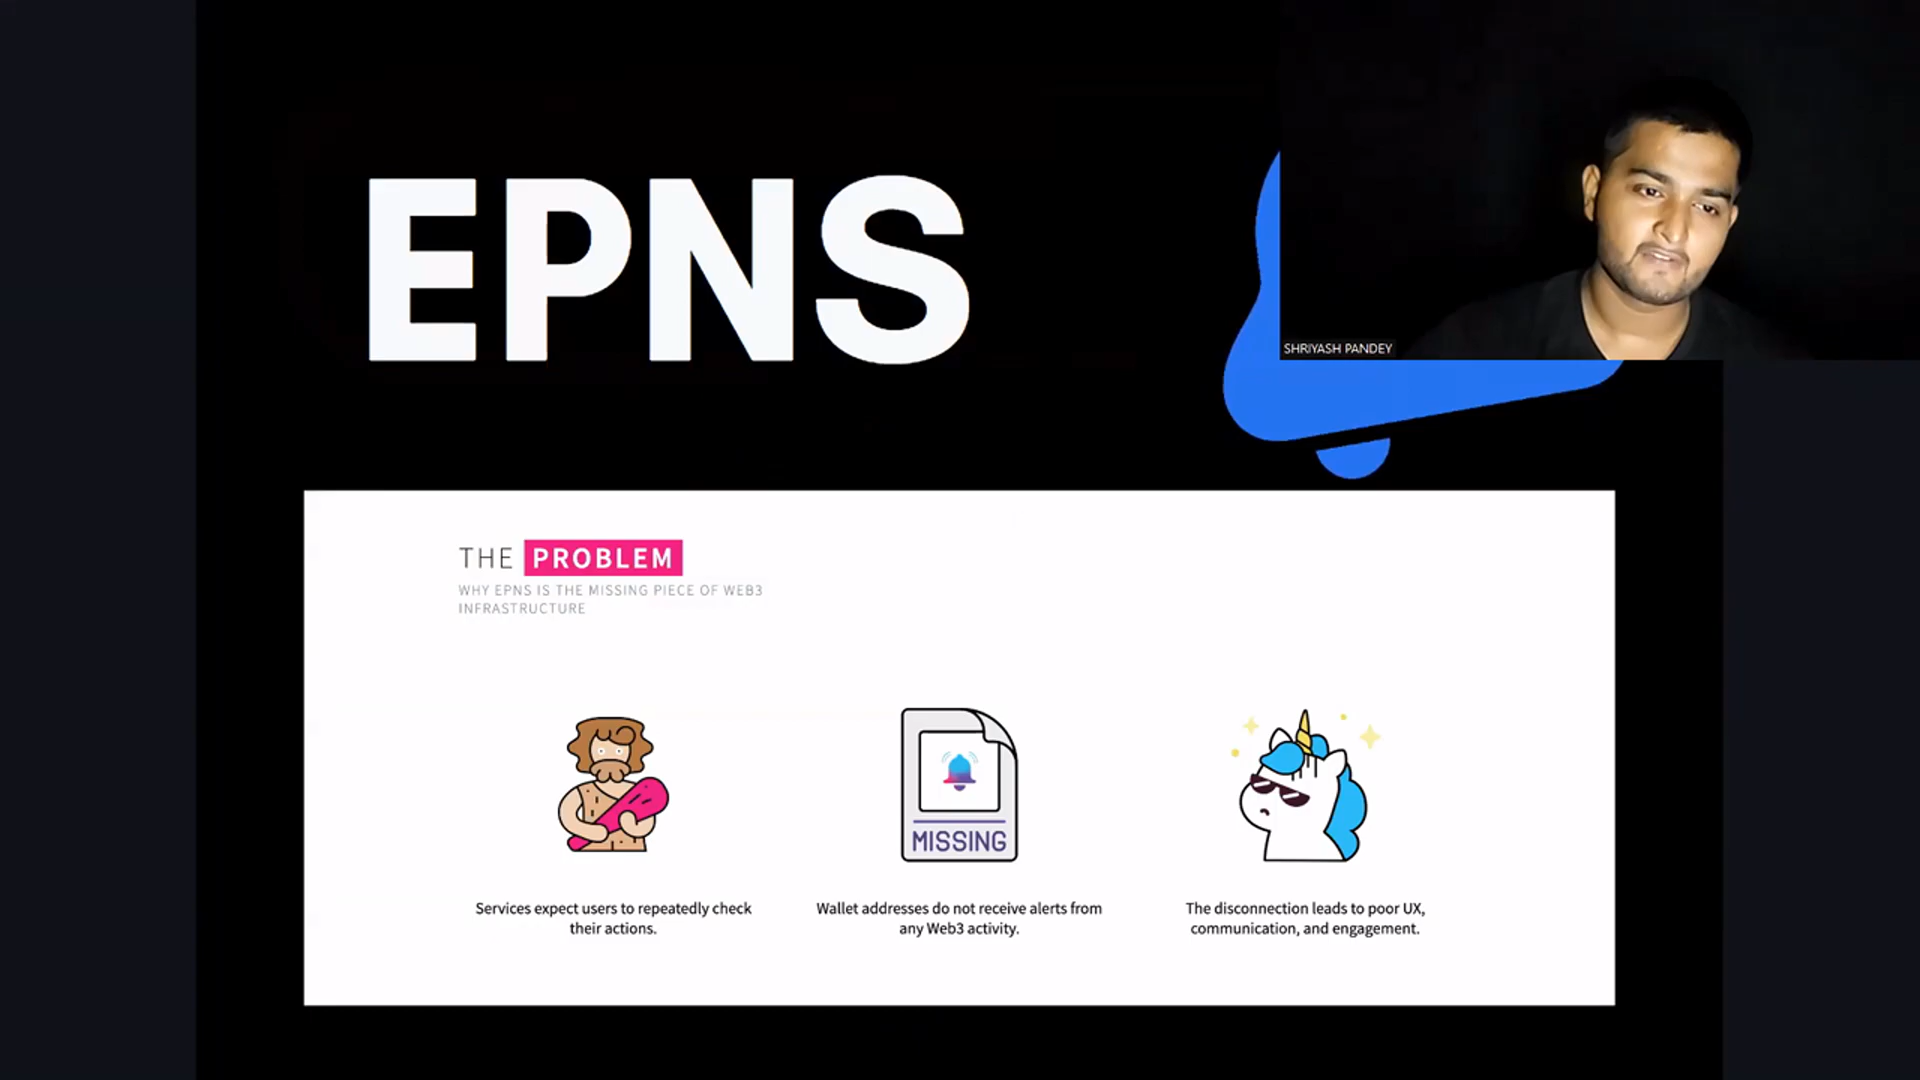 EPNS
SHRIYASH PANDEY
THE PROBLEM
WHY EPNS IS THE MISSING PIECE OF WEB3
INFRASTRUCTURE
MISSING
Services expect users to repeatedly check
their actions.
Wallet addresses do not receive alerts from
any Web3 activity.
The disconnection leads to poor UX,
communication, and engagement.